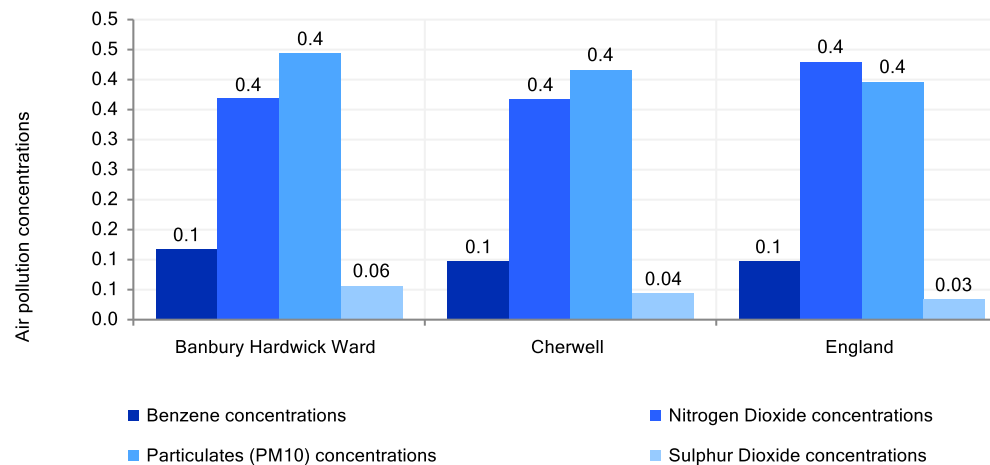 0.5
0.5
0.4
0.4
0.3
0.3
0.2
0.2
0.1
0.1
0.0
Air pollution concentrations
0.1 0.4 0.4 0.06
0.1 0.4 0.4 0.04
0.1 0.4 0.4 0.03
Banbury Hardwick Ward Cherwell England
Benzene concentrations Nitrogen Dioxide concentrations
Particulates (PM10) concentrations Sulphur Dioxide concentrations